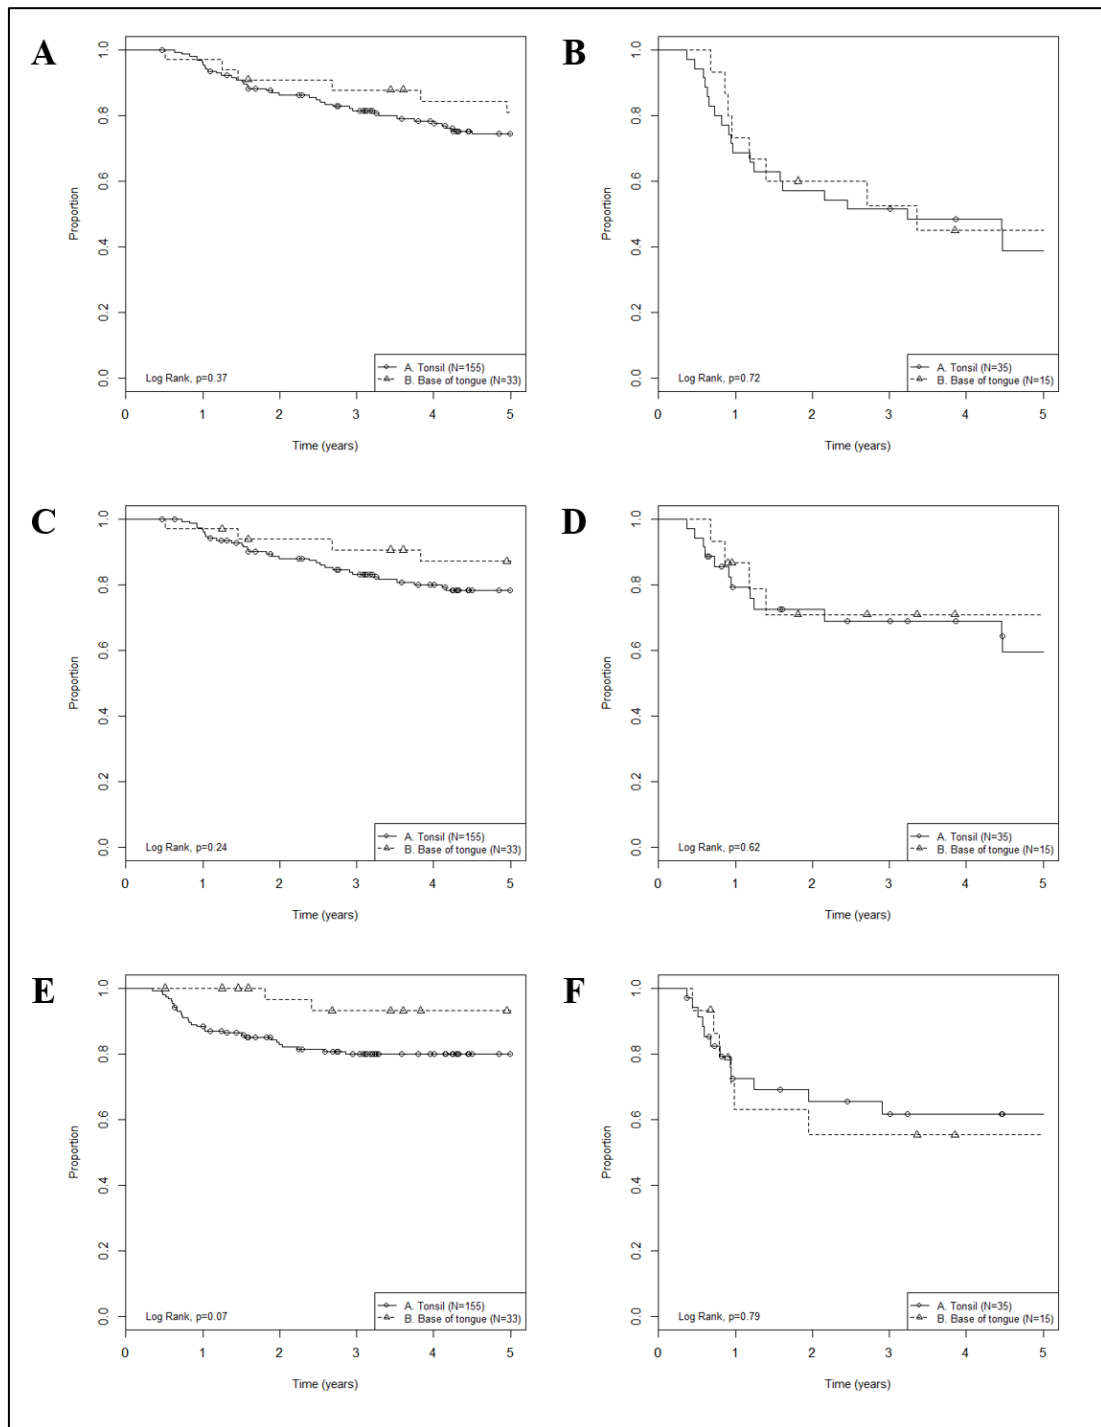 A
1.0
0.8
0.6
0.4
0.2
0.0
Proportion
Log Rank, p=0.37
A. Tonsil (N=155)
B. Base of tongue (N=33)
0 1 2 3 4 5
Time (years)
B
1.0
0.8
0.6
0.4
0.2
0.0
Proportion
Log Rank, p=0.72
A. Tonsil (N=35)
B. Base of tongue (N=15)
0 1 2 3 4 5
Time (years)
C
1.0
0.8
0.6
0.4
0.2
0.0
Proportion
Log Rank, p=0.24
A. Tonsil (N=155)
B. Base of tongue (N=33)
0 1 2 3 4 5
Time (years)
D
1.0
0.8
0.6
0.4
0.2
0.0
Proportion
Log Rank, p=0.62
A. Tonsil (N=35)
B. Base of tongue (N=15)
0 1 2 3 4 5
Time (years)
E
1.0
0.8
0.6
0.4
0.2
0.0
Proportion
Log Rank, p=0.07
A. Tonsil (N=155)
B. Base of tongue (N=33)
0 1 2 3 4 5
Time (years)
F
1.0
0.8
0.6
0.4
0.2
0.0
Proportion
Log Rank, p=0.79
A. Tonsil (N=35)
B. Base of tongue (N=15)
0 1 2 3 4 5
Time (years)